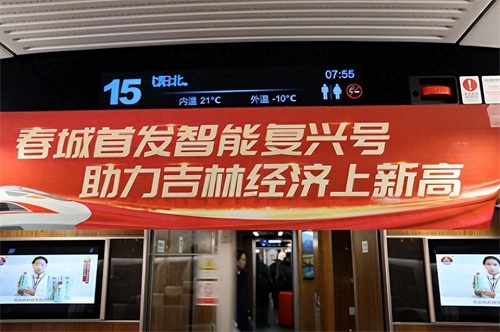 15
阳北
07:55
内温 21℃
外温 -10℃
春城首发智能复兴号
助力吉林经济上新高